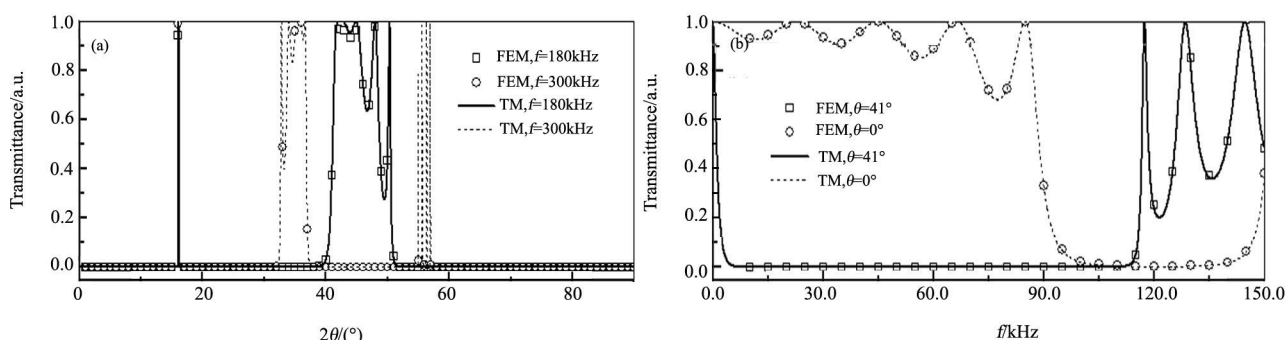 (a)
Transmittance/a.u.
1.0
0.8
0.6
0.4
0.2
0.0
FEM,f=180kHz
FEM,f=300kHz
TM,f=180kHz
TM,f=300kHz
0 20 40 60 80
2θ/(°)
(b)
Transmittance/a.u.
1.0
0.8
0.6
0.4
0.2
0.0
FEM,θ=41°
FEM,θ=0°
TM,θ=41°
TM,θ=0°
0.0 30.0 60.0 90.0 120.0 150.0
f/kHz